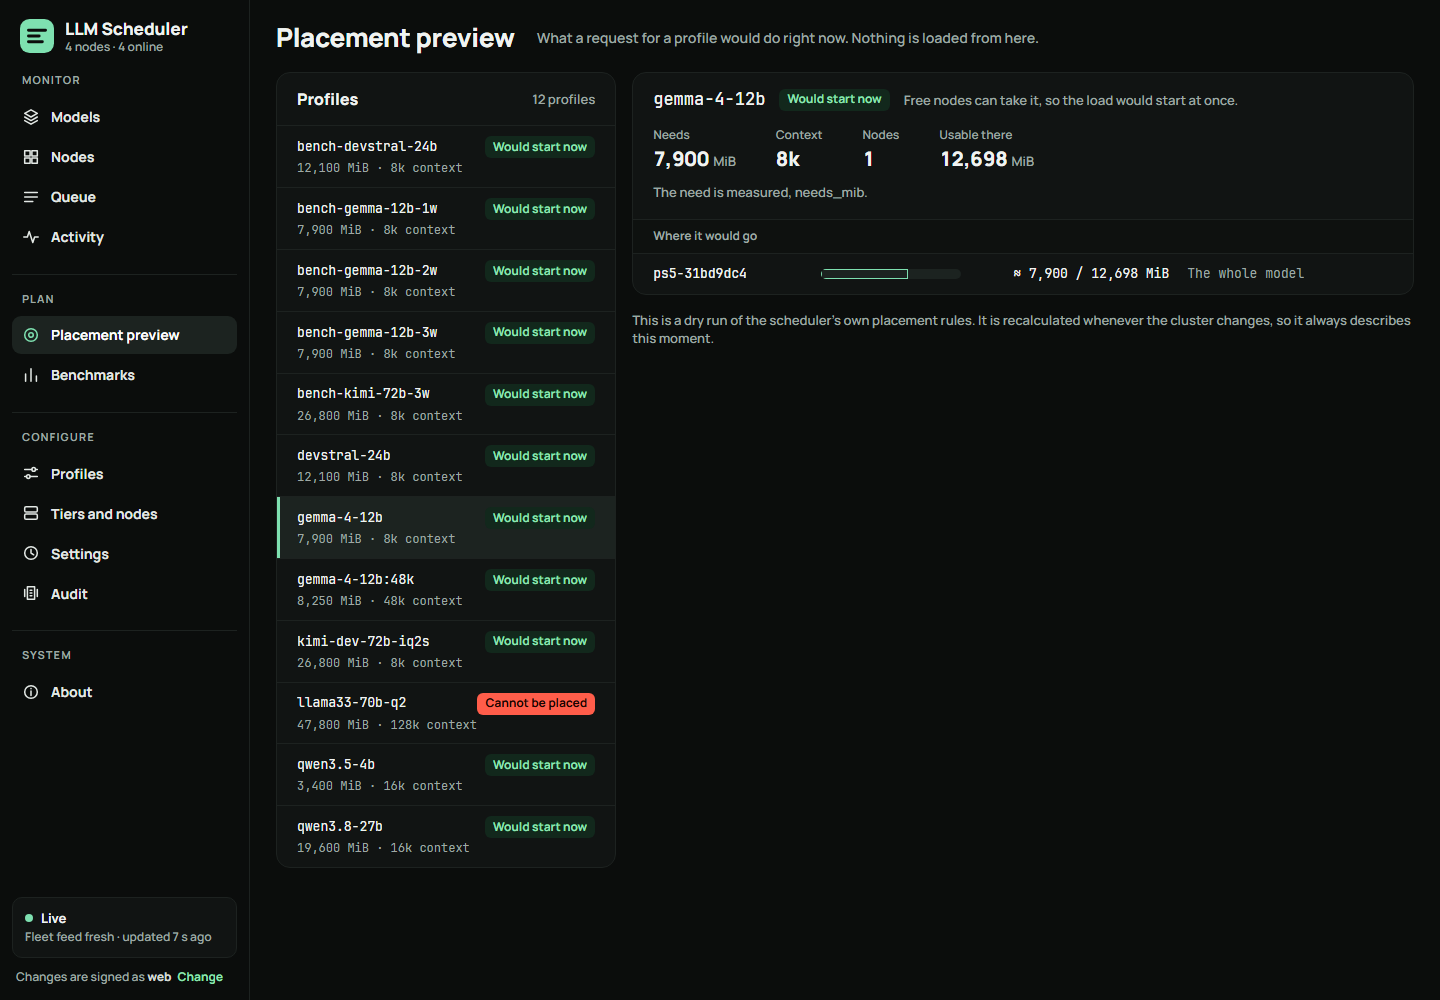 LLM Scheduler
4 nodes · 4 online
MONITOR
Models
Nodes
Queue
Activity
PLAN
Placement preview
Benchmarks
CONFIGURE
Profiles
Tiers and nodes
Settings
Audit
SYSTEM
About
Live
Fleet feed fresh · updated 7 s ago
Changes are signed as web Change
Placement preview What a request for a profile would do right now. Nothing is loaded from here.
Profiles 12 profiles
bench-devstral-24b Would start now
12,100 MiB · 8k context
bench-gemma-12b-1w Would start now
7,900 MiB · 8k context
bench-gemma-12b-2w Would start now
7,900 MiB · 8k context
bench-gemma-12b-3w Would start now
7,900 MiB · 8k context
bench-kimi-72b-3w Would start now
26,800 MiB · 8k context
devstral-24b Would start now
12,100 MiB · 8k context
gemma-4-12b Would start now
7,900 MiB · 8k context
gemma-4-12b:48k Would start now
8,250 MiB · 48k context
kimi-dev-72b-iq2s Would start now
26,800 MiB · 8k context
llama33-70b-q2 Cannot be placed
47,800 MiB · 128k context
qwen3.5-4b Would start now
3,400 MiB · 16k context
qwen3.8-27b Would start now
19,600 MiB · 16k context
gemma-4-12b Would start now Free nodes can take it, so the load would start at once.
Needs Context Nodes Usable there
7,900 MiB 8k 1 12,698 MiB
The need is measured, needs_mib.
Where it would go
ps5-31bd9dc4 ≈ 7,900 / 12,698 MiB The whole model
This is a dry run of the scheduler's own placement rules. It is recalculated whenever the cluster changes, so it always describes
this moment.